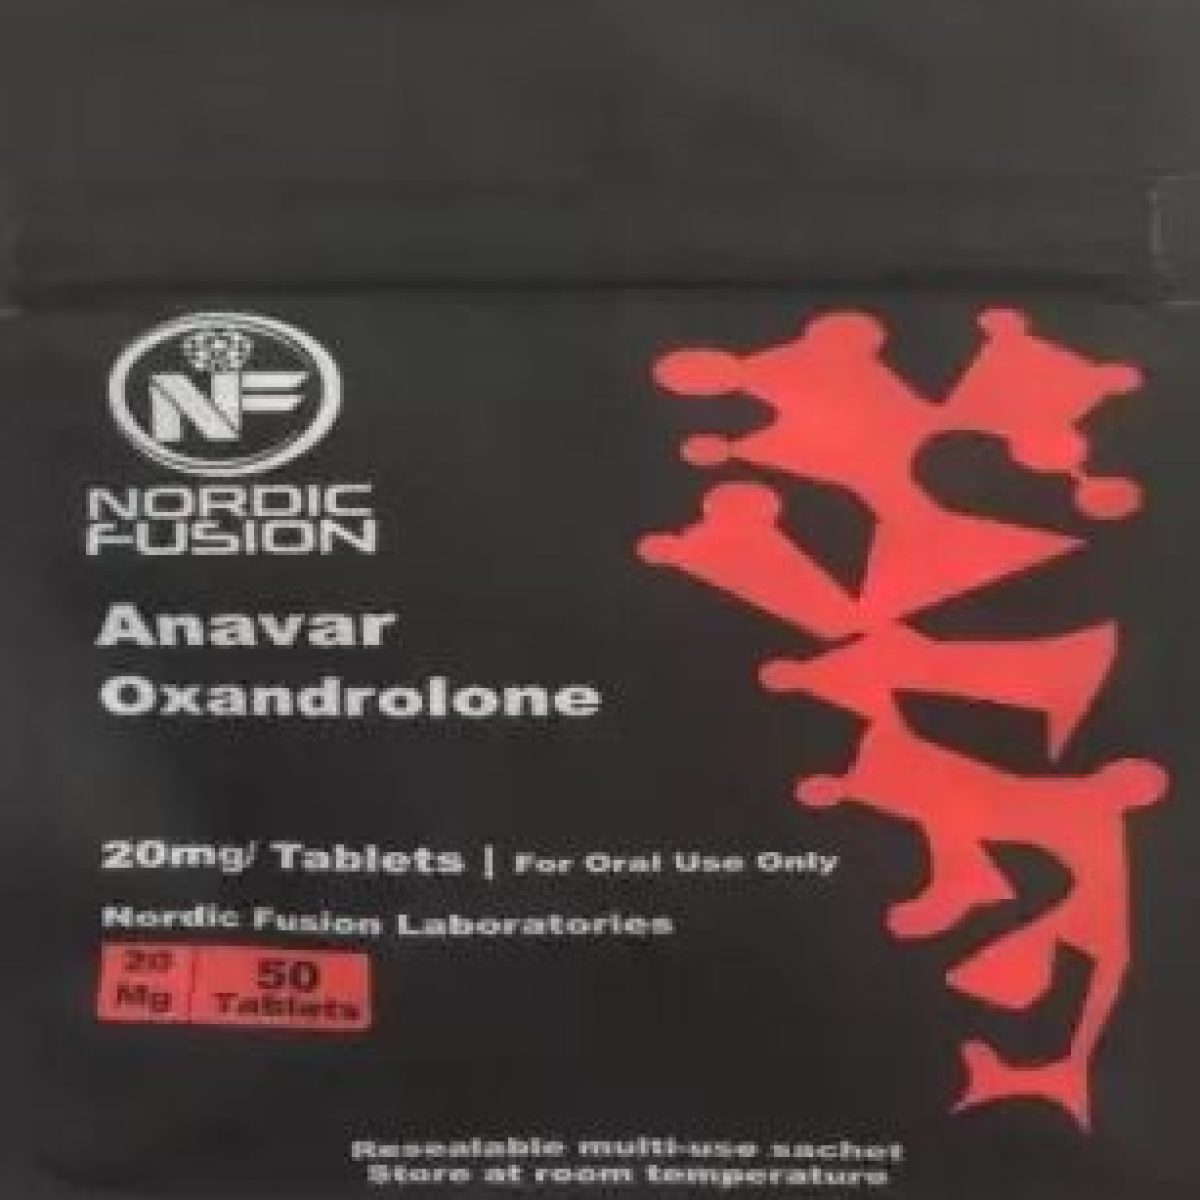 NF
NORDIC
FUSION
Anavar
Oxandrolone
20mg/ Tablets | For Oral Use Only
Nordic Fusion Laboratories
20 Mg
50 Tablets
Resealable multi-use sachet
Store at room temperature